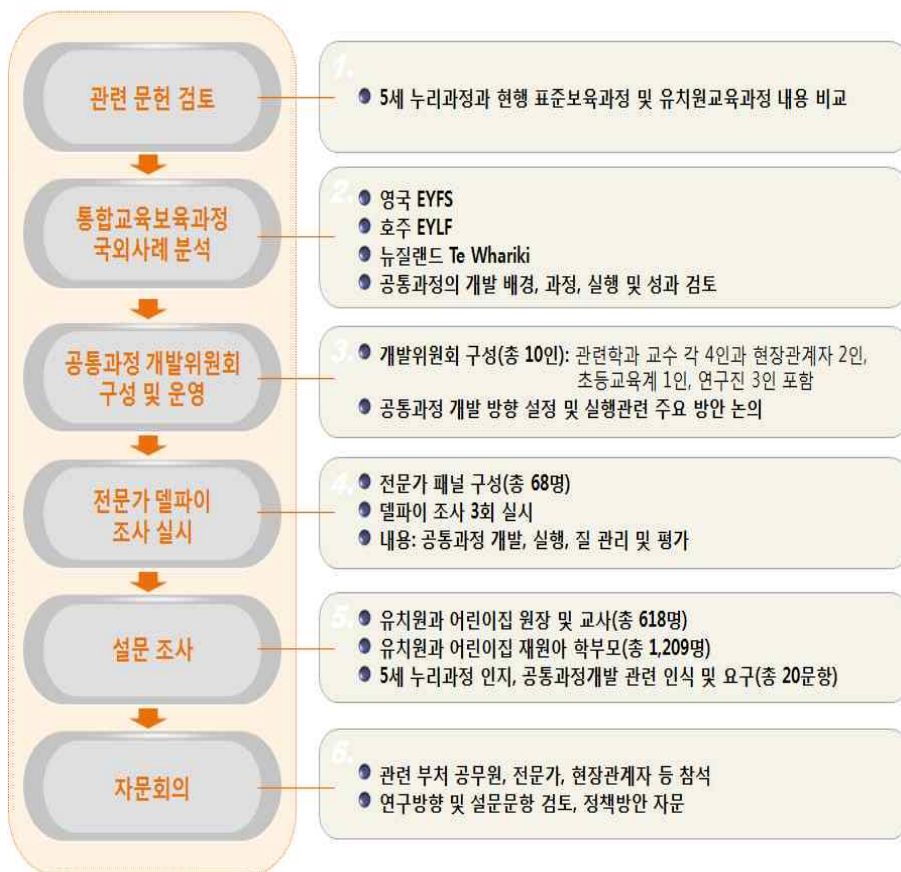 관련 문헌 검토
1.
5세 누리과정과 현행 표준보육과정 및 유치원교육과정 내용 비교
통합교육보육과정
국외사례 분석
2.
영국 EYFS
호주 EYLF
뉴질랜드 Te Whariki
공통과정의 개발 배경, 과정, 실행 및 성과 검토
공통과정 개발위원회
구성 및 운영
3.
개발위원회 구성(총 10인): 관련학과 교수 각 4인과 현장관계자 2인,
초등교육계 1인, 연구진 3인 포함
공통과정 개발 방향 설정 및 실행관련 주요 방안 논의
전문가 델파이
조사 실시
4.
전문가 패널 구성(총 68명)
델파이 조사 3회 실시
내용: 공통과정 개발, 실행, 질 관리 및 평가
설문 조사
5.
유치원과 어린이집 원장 및 교사(총 618명)
유치원과 어린이집 재원아 학부모(총 1,209명)
5세 누리과정 인지, 공통과정개발 관련 인식 및 요구(총 20문항)
자문회의
6.
관련 부처 공무원, 전문가, 현장관계자 등 참석
연구방향 및 설문문항 검토, 정책방안 자문